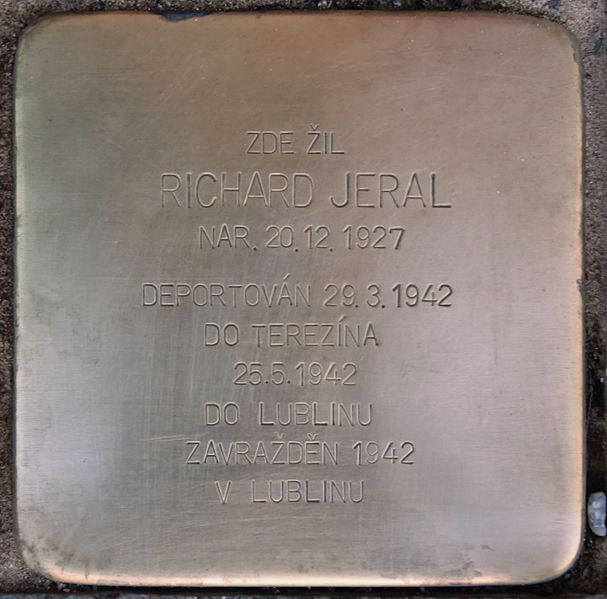 ZDE ŽIL
RICHARD JERAL
NAR. 20.12. 1927
DEPORTOVÁN 29.3.1942
DO TEREZÍNA
25.5.1942
DO LUBLINU
ZAVRAŽDĚN 1942
V LUBLINU